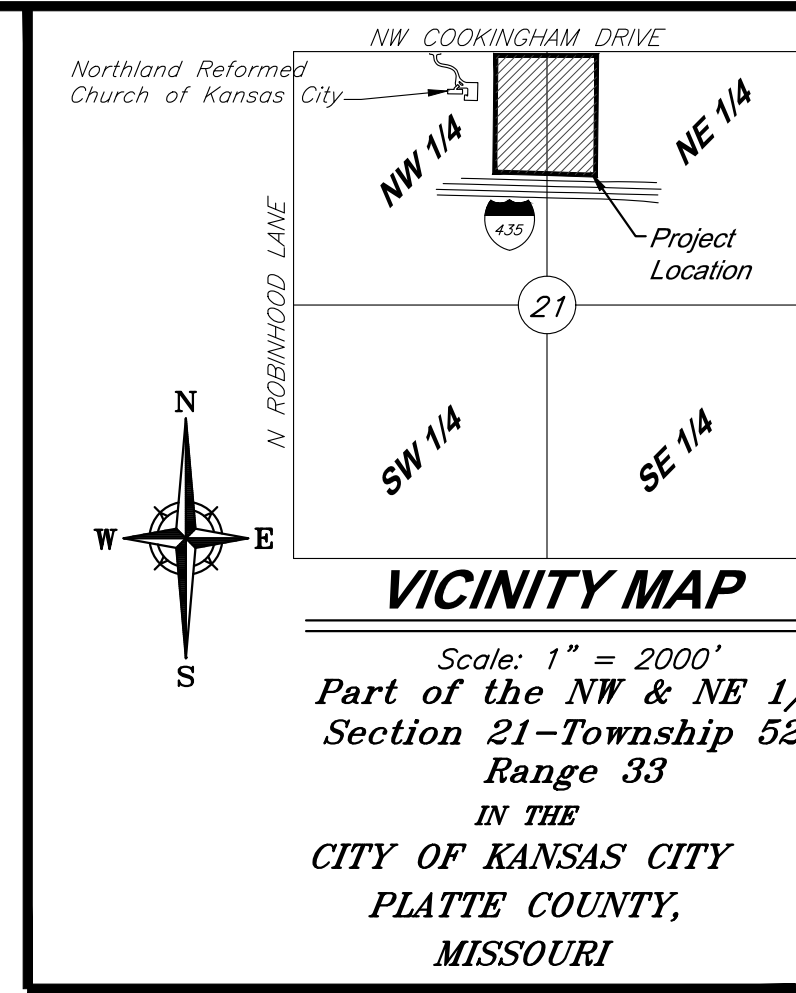 NW COOKINGHAM DRIVE
Northland Reformed
Church of Kansas City
NW 1/4
NE 1/4
435
Project
Location
N ROBINHOOD LANE
21
SW 1/4
SE 1/4
N
W
E
S
VICINITY MAP
Scale: 1" = 2000'
Part of the NW & NE 1/
Section 21-Township 52
Range 33
IN THE
CITY OF KANSAS CITY
PLATTE COUNTY,
MISSOURI